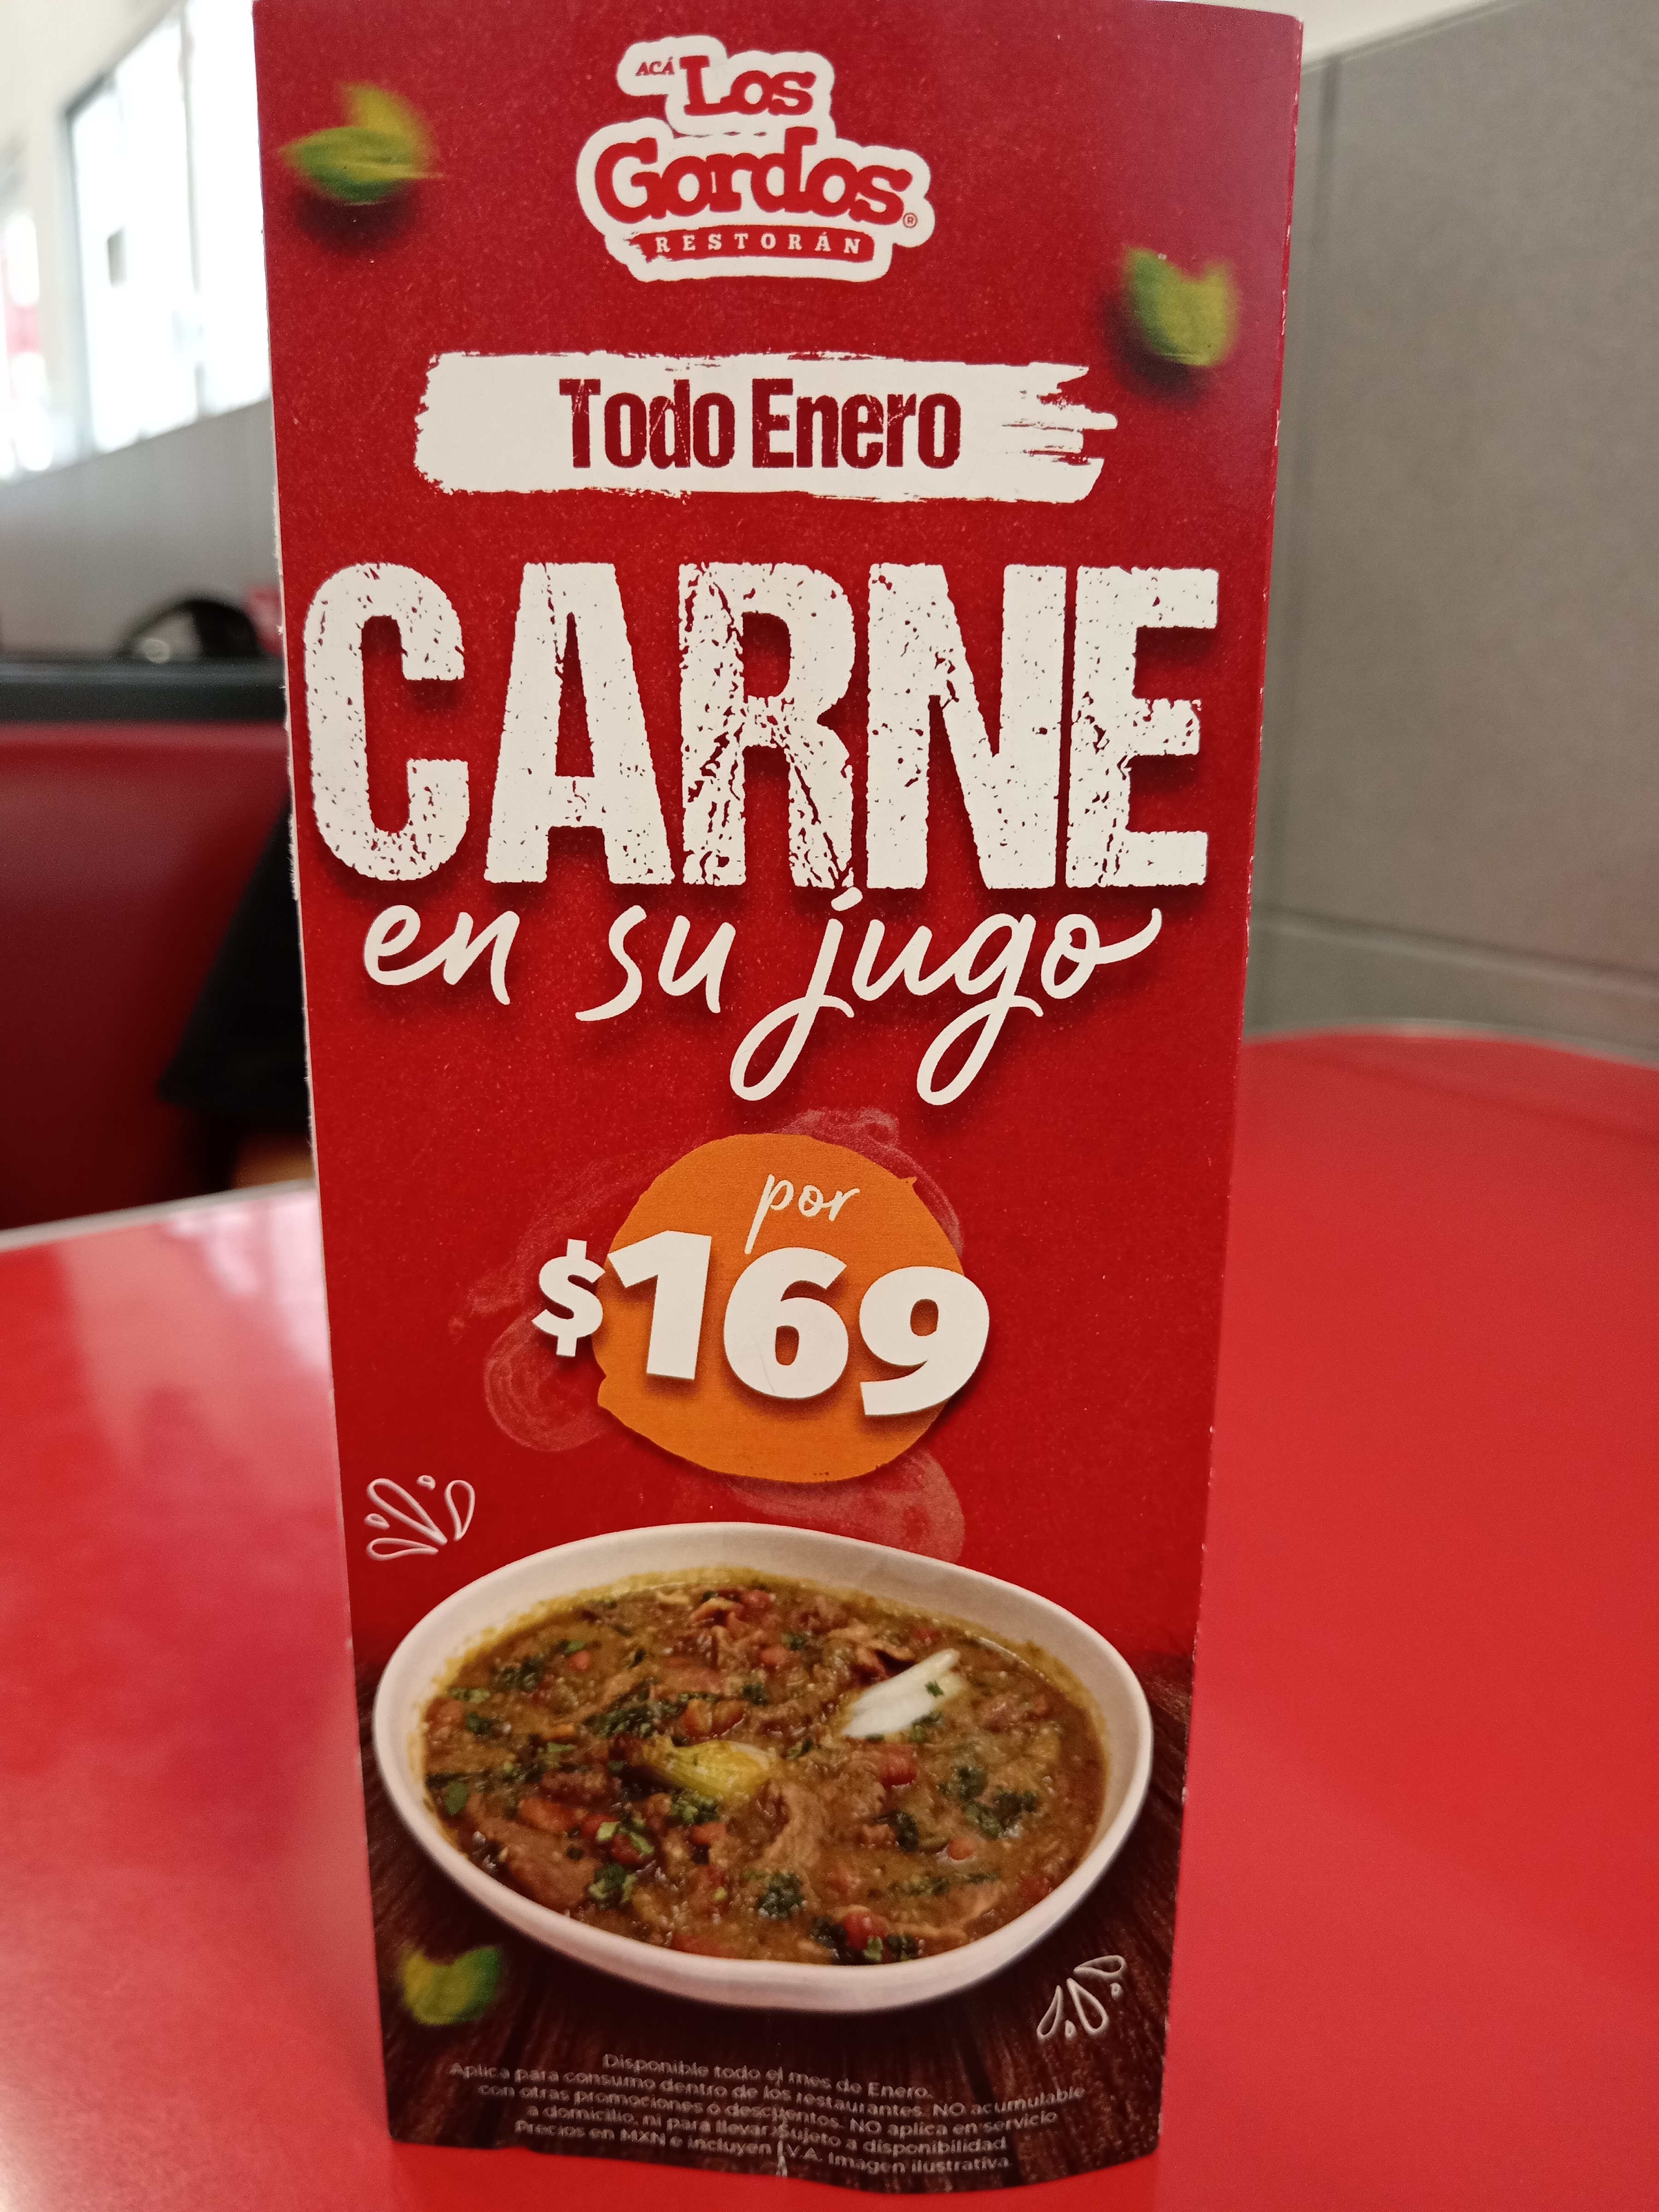 ACÁ Los
Gordos®
RESTORÁN
Todo Enero
CARNE
en su jugo
por
$169
Disponible todo el mes de Enero.
Aplica para consumo dentro de los restaurantes. NO acumulable
con otras promociones o descuentos. NO aplica en servicio
a domicilio, ni para llevar. Sujeto a disponibilidad
Precios en MXN e incluyen I.V.A. Imagen ilustrativa